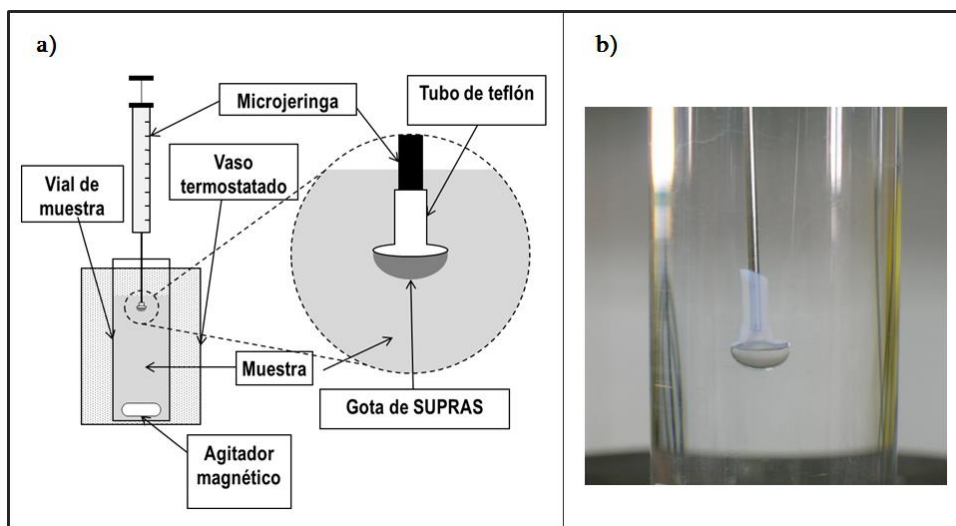 a)
Microjeringa
Tubo de teflón
Vial de
muestra
Vaso
termostatado
Muestra
Gota de SUPRAS
Agitador
magnético
b)